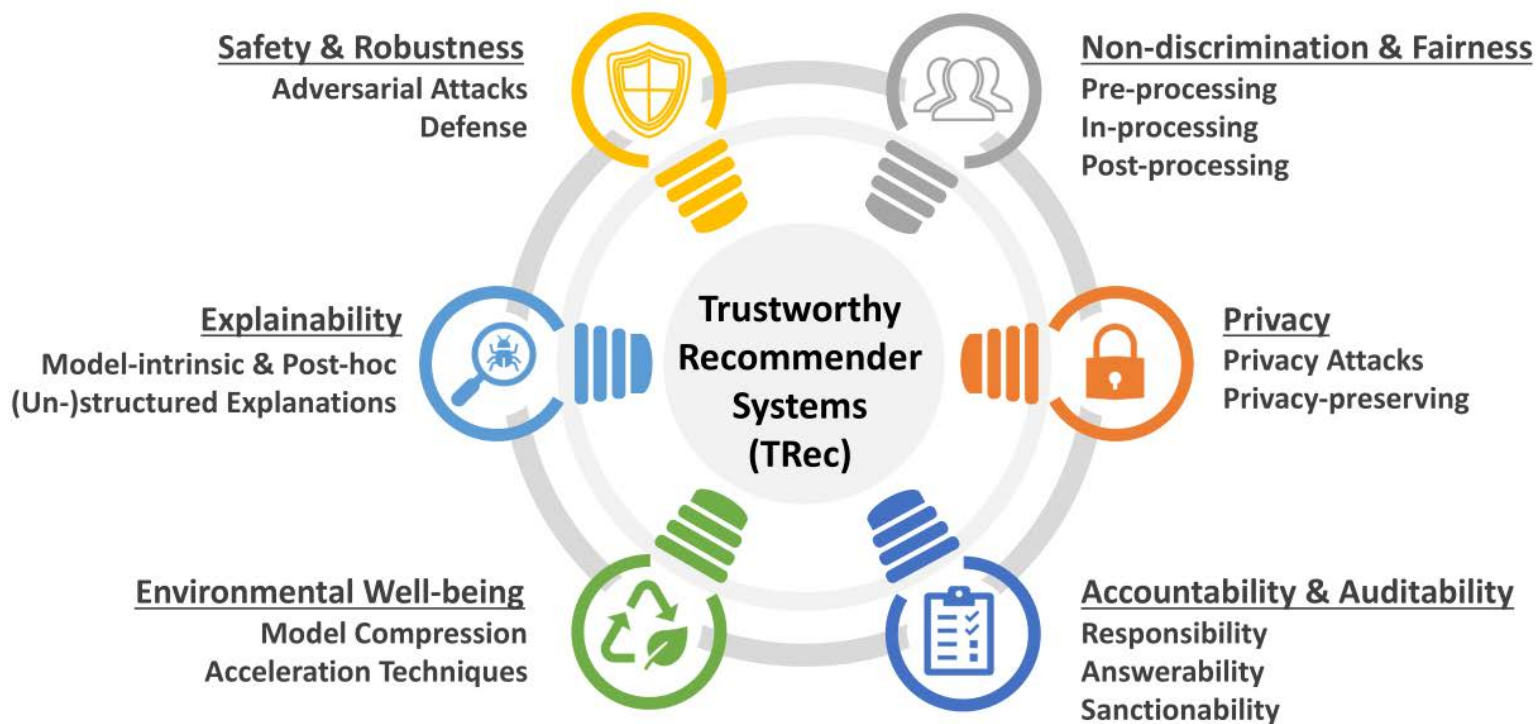 Safety & Robustness
Adversarial Attacks
Defense
Non-discrimination & Fairness
Pre-processing
In-processing
Post-processing
Explainability
Model-intrinsic & Post-hoc
(Un-)structured Explanations
Trustworthy
Recommender
Systems
(TRec)
Privacy
Privacy Attacks
Privacy-preserving
Environmental Well-being
Model Compression
Acceleration Techniques
Accountability & Auditability
Responsibility
Answerability
Sanctionability